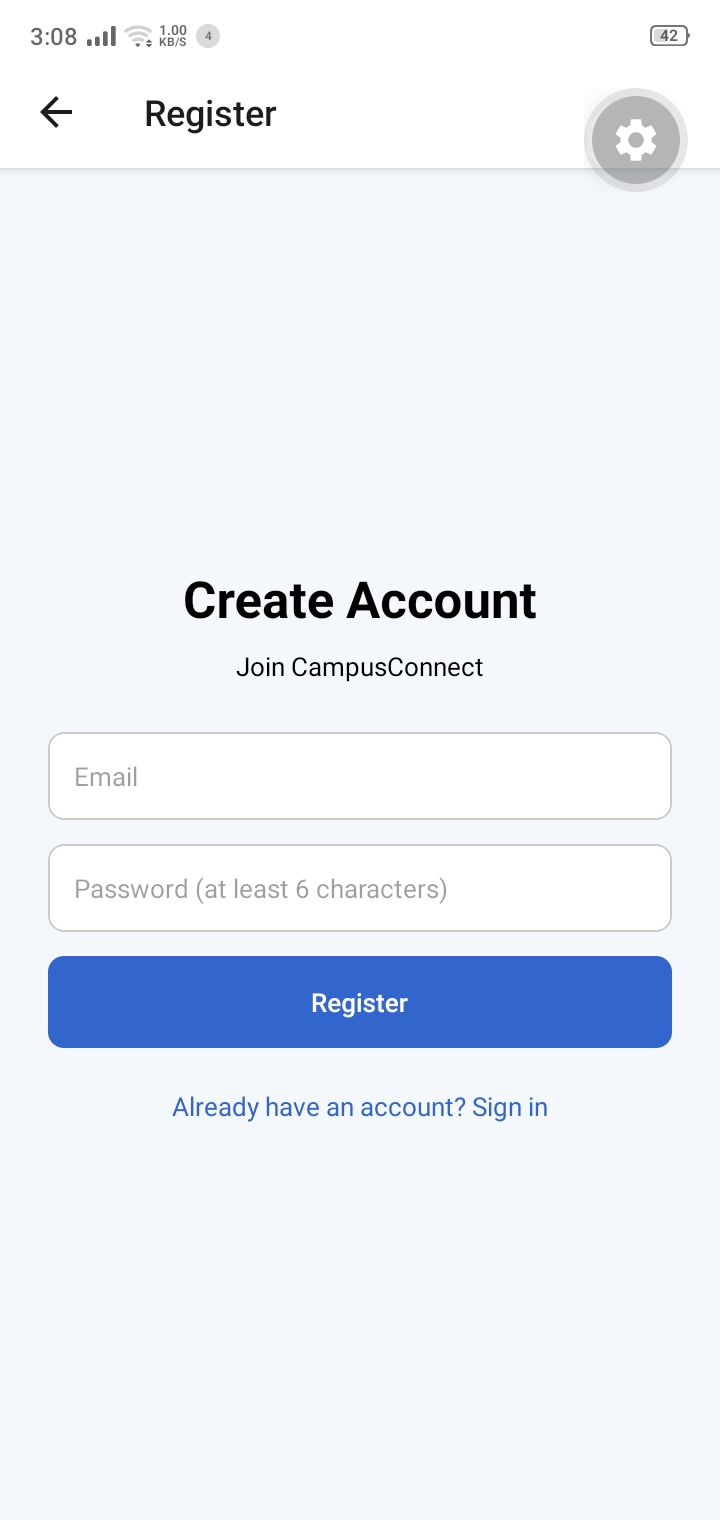 3:08 1.00 KB/S 4 42
Register
Create Account
Join CampusConnect
Email
Password (at least 6 characters)
Register
Already have an account? Sign in